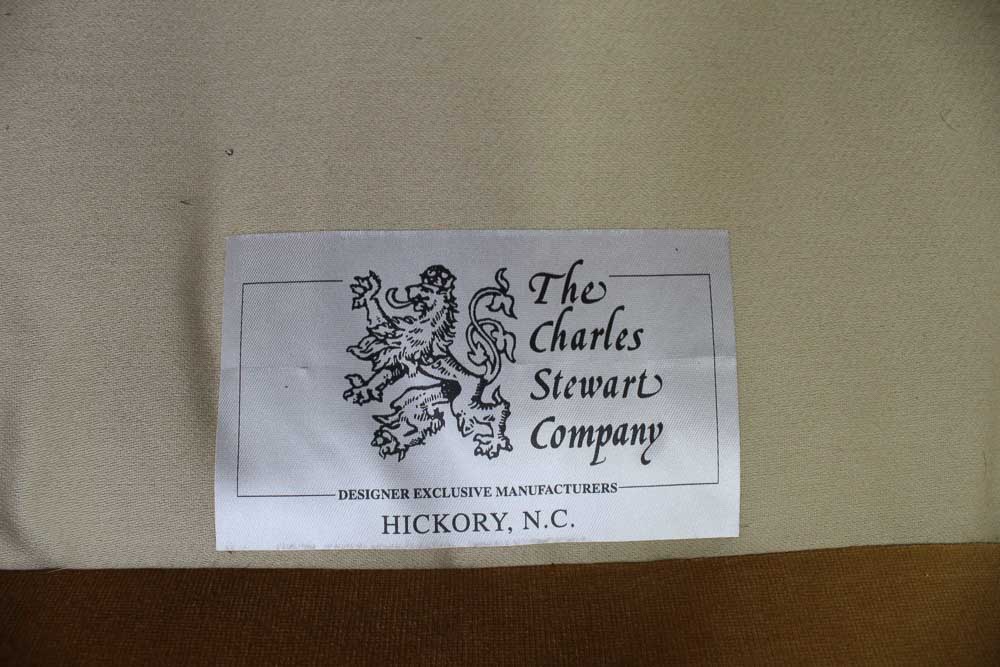 The
Charles
Stewart
Company
DESIGNER EXCLUSIVE MANUFACTURERS
HICKORY, N.C.